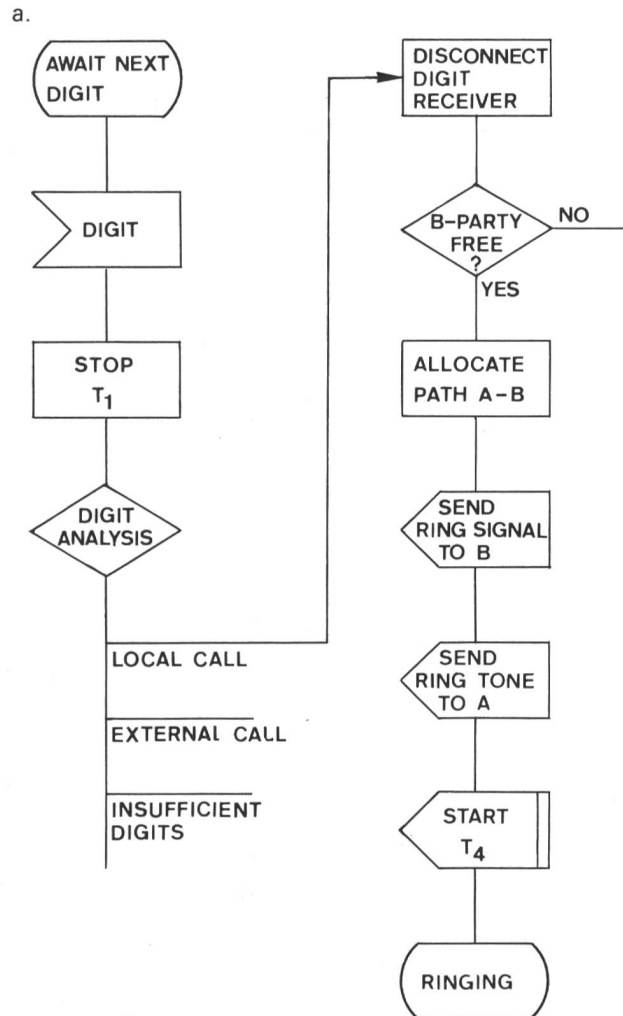 a.
AWAIT NEXT
DIGIT
DIGIT
STOP
T1
DIGIT
ANALYSIS
LOCAL CALL
EXTERNAL CALL
INSUFFICIENT
DIGITS
DISCONNECT
DIGIT
RECEIVER
B-PARTY
FREE
?
NO
YES
ALLOCATE
PATH A-B
SEND
RING SIGNAL
TO B
SEND
RING TONE
TO A
START
T4
RINGING